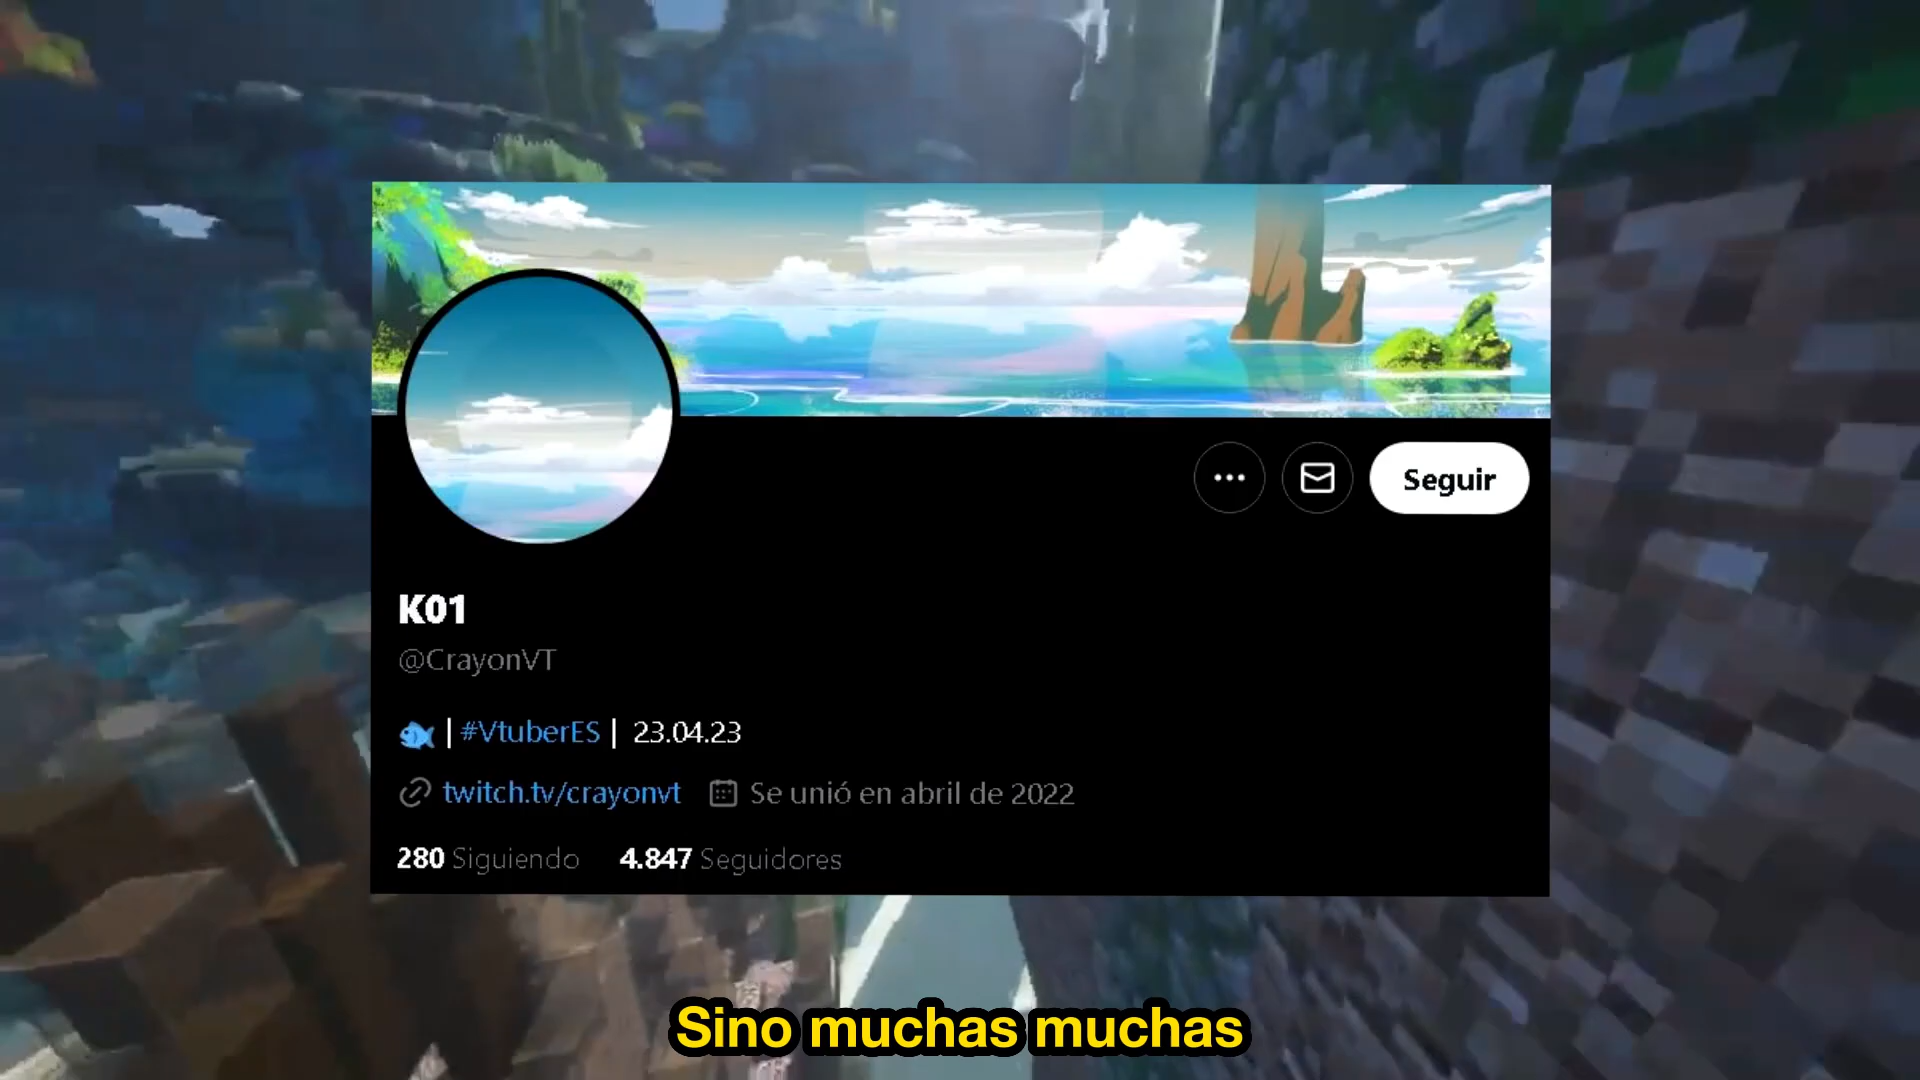 Seguir
K01
@CrayonVT
| #VtuberES | 23.04.23
twitch.tv/crayonvt Se unió en abril de 2022
280 Siguiendo 4.847 Seguidores
Sino muchas muchas